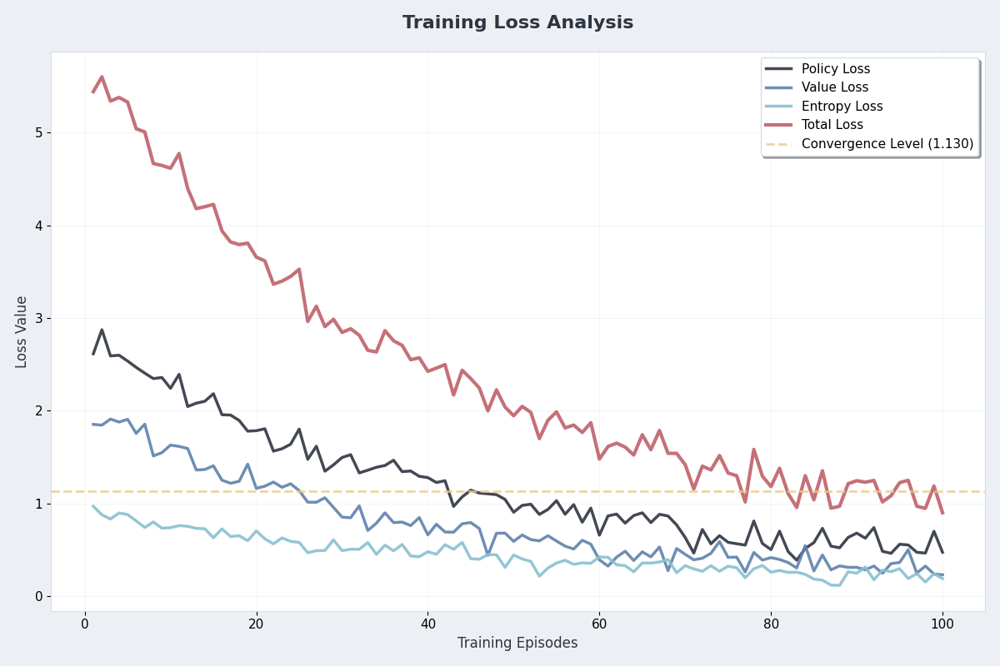 Training Loss Analysis
Policy Loss
Value Loss
Entropy Loss
Total Loss
Convergence Level (1.130)
Loss Value
5
4
3
2
1
0
0 20 40 60 80 100
Training Episodes